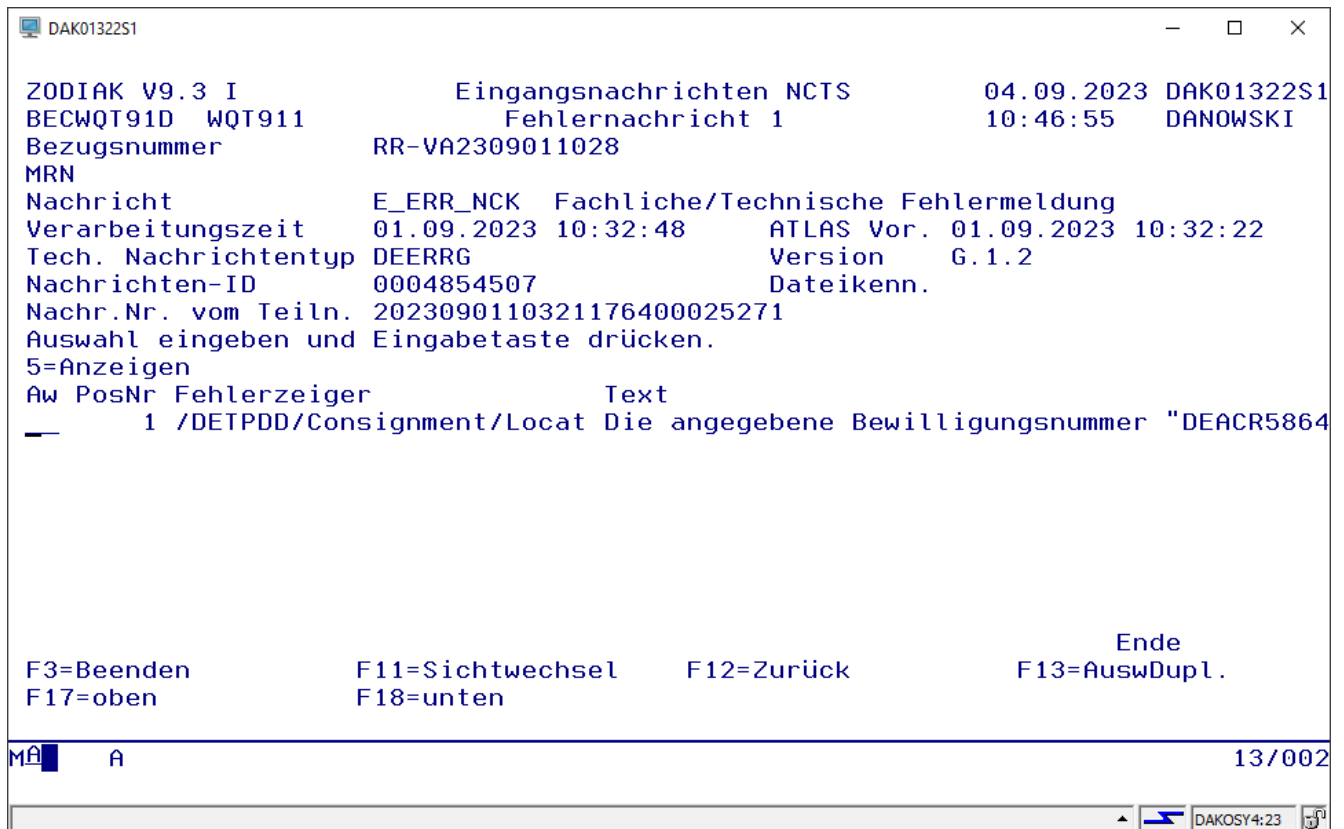 DAK01322S1
ZODIAK V9.3 I Eingangsnachrichten NCTS 04.09.2023 DAK01322S1
BECWQT91D WQT911 Fehlernachricht 1 10:46:55 DANOWSKI
Bezugsnummer RR-VA2309011028
MRN
Nachricht E_ERR_NCK Fachliche/Technische Fehlermeldung
Verarbeitungszeit 01.09.2023 10:32:48 ATLAS Vor. 01.09.2023 10:32:22
Tech. Nachrichtentyp DEERRG Version G.1.2
Nachrichten-ID 0004854507 Dateikenn.
Nachr.Nr. vom Teiln. 2023090110321176400025271
Auswahl eingeben und Eingabetaste drücken.
5=Anzeigen
Aw PosNr Fehlerzeiger Text
1 /DETPDD/Consignment/Locat Die angegebene Bewilligungsnummer "DEACR5864
Ende
F3=Beenden F11=Sichtwechsel F12=Zurück F13=AuswDupl.
F17=oben F18=unten
MA A 13/002
DAKOSY4:23